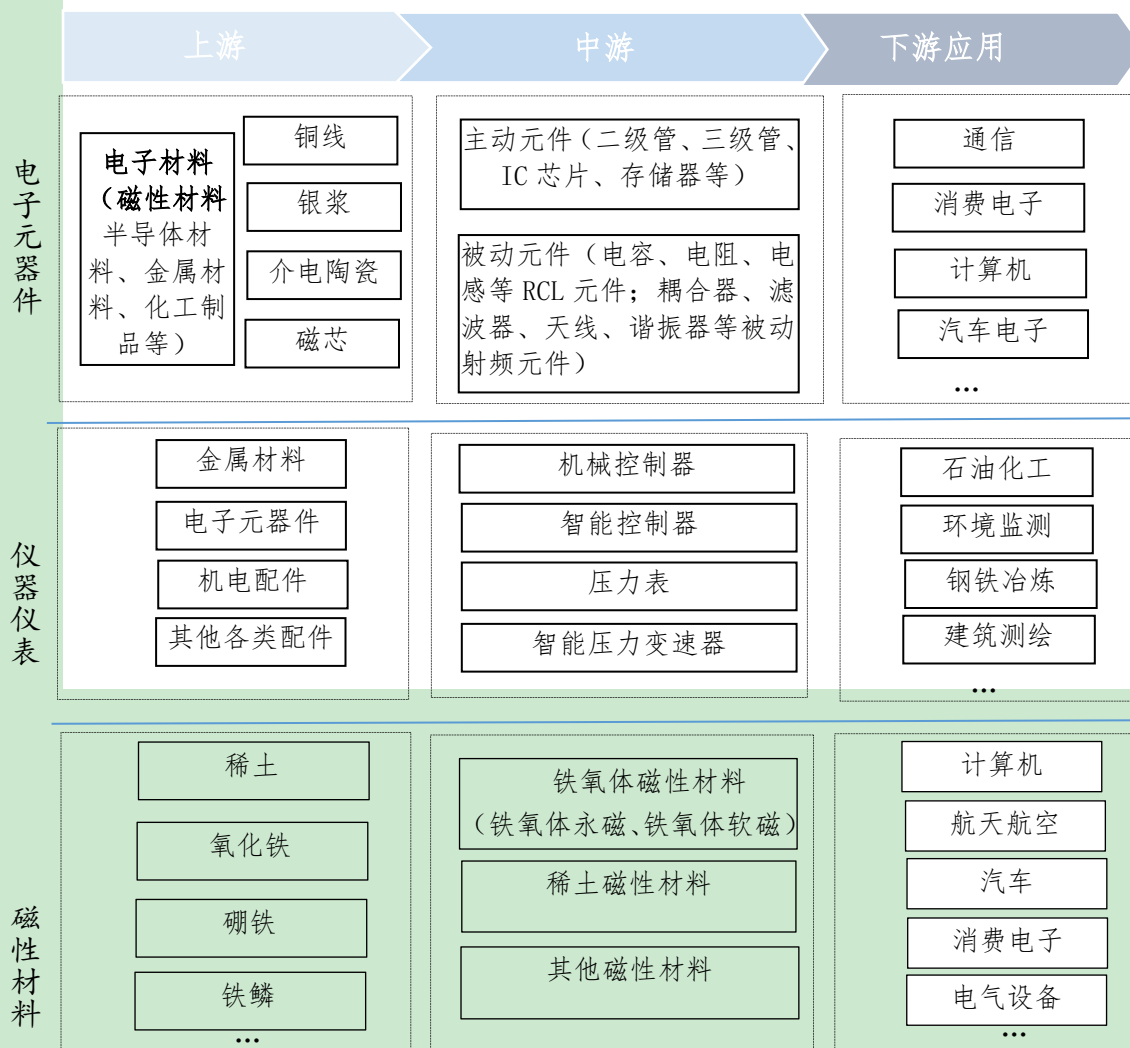 上游
中游
下游应用
电子元器件
电子材料
（磁性材料
半导体材
料、金属材
料、化工制
品等）
铜线
银浆
介电陶瓷
磁芯
主动元件（二级管、三级管、
IC 芯片、存储器等）
被动元件（电容、电阻、电
感等 RCL 元件；耦合器、滤
波器、天线、谐振器等被动
射频元件）
通信
消费电子
计算机
汽车电子
…
仪器仪表
金属材料
电子元器件
机电配件
其他各类配件
机械控制器
智能控制器
压力表
智能压力变速器
石油化工
环境监测
钢铁冶炼
建筑测绘
…
磁性材料
稀土
氧化铁
硼铁
铁鳞
…
铁氧体磁性材料
（铁氧体永磁、铁氧体软磁）
稀土磁性材料
其他磁性材料
计算机
航天航空
汽车
消费电子
电气设备
…